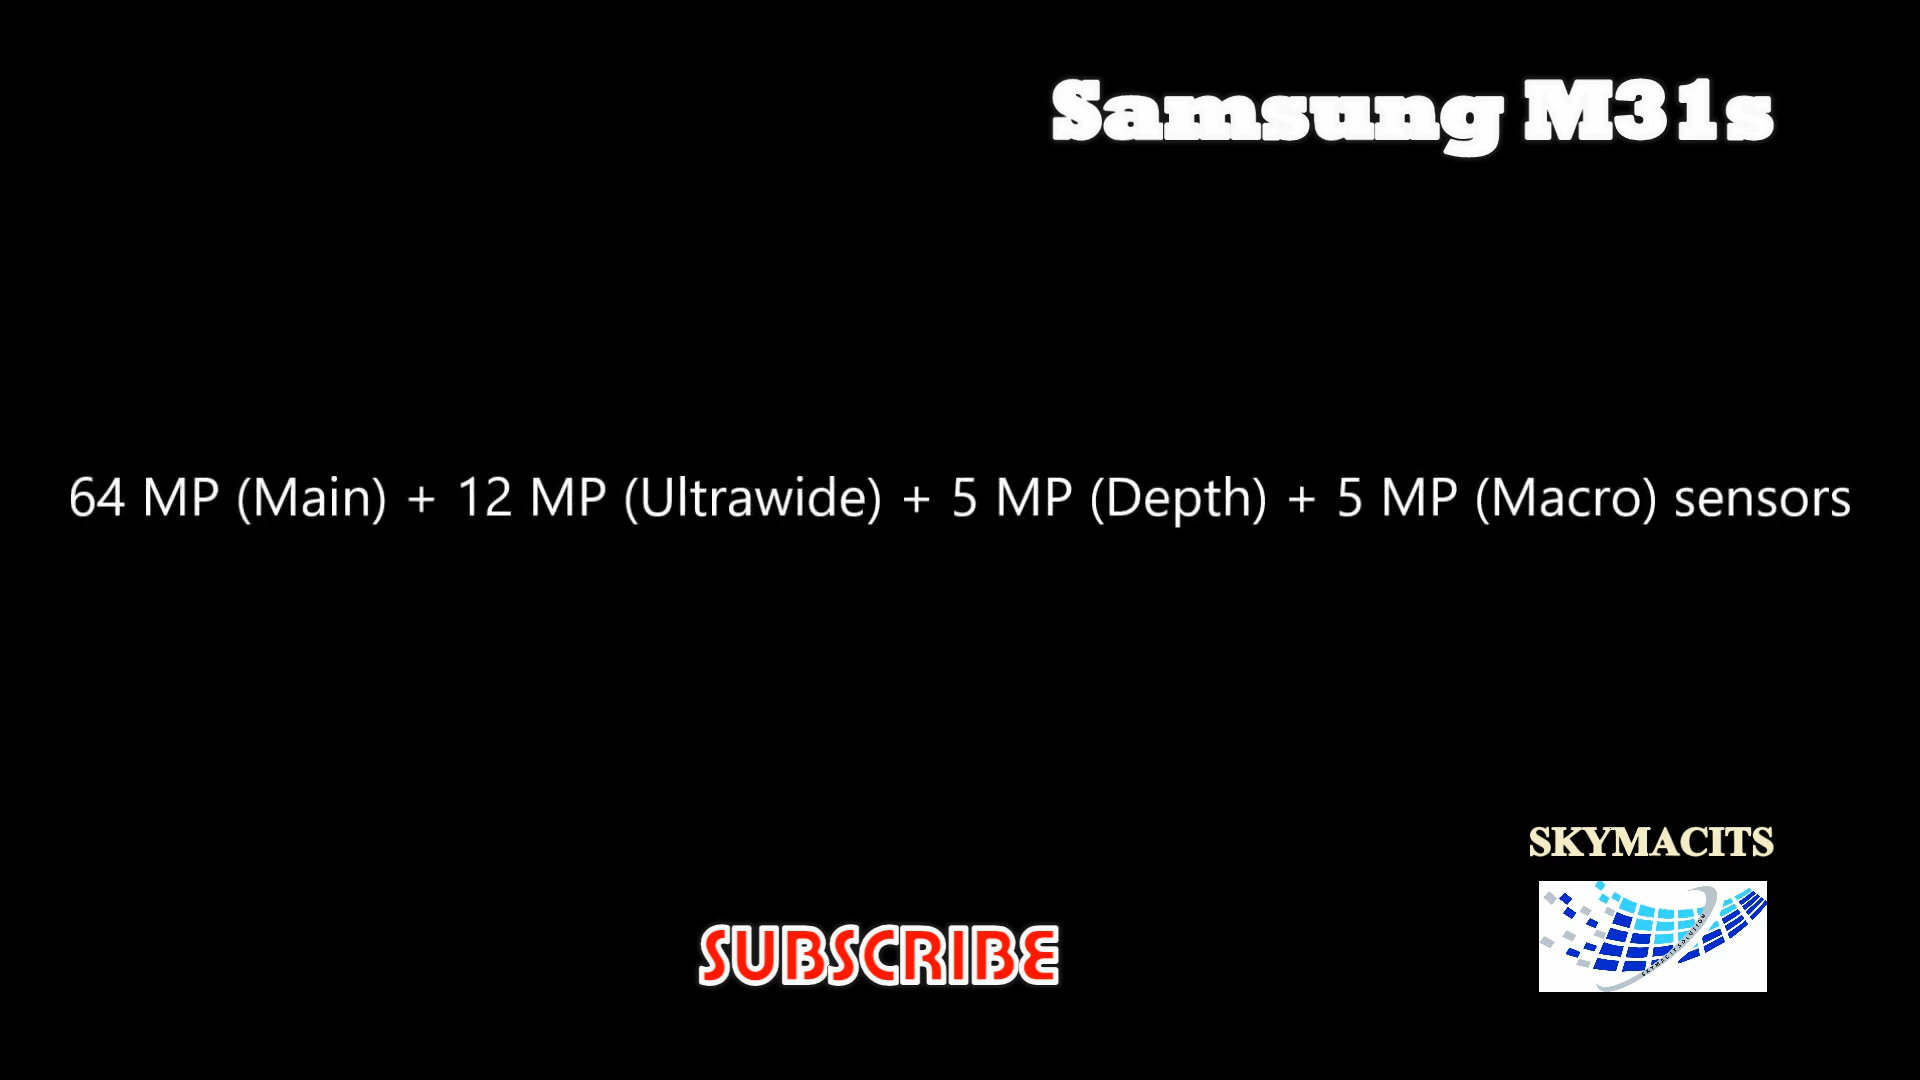 Samsung M31s
64 MP (Main) + 12 MP (Ultrawide) + 5 MP (Depth) + 5 MP (Macro) sensors
SKYMACITS
SUBSCRIBE